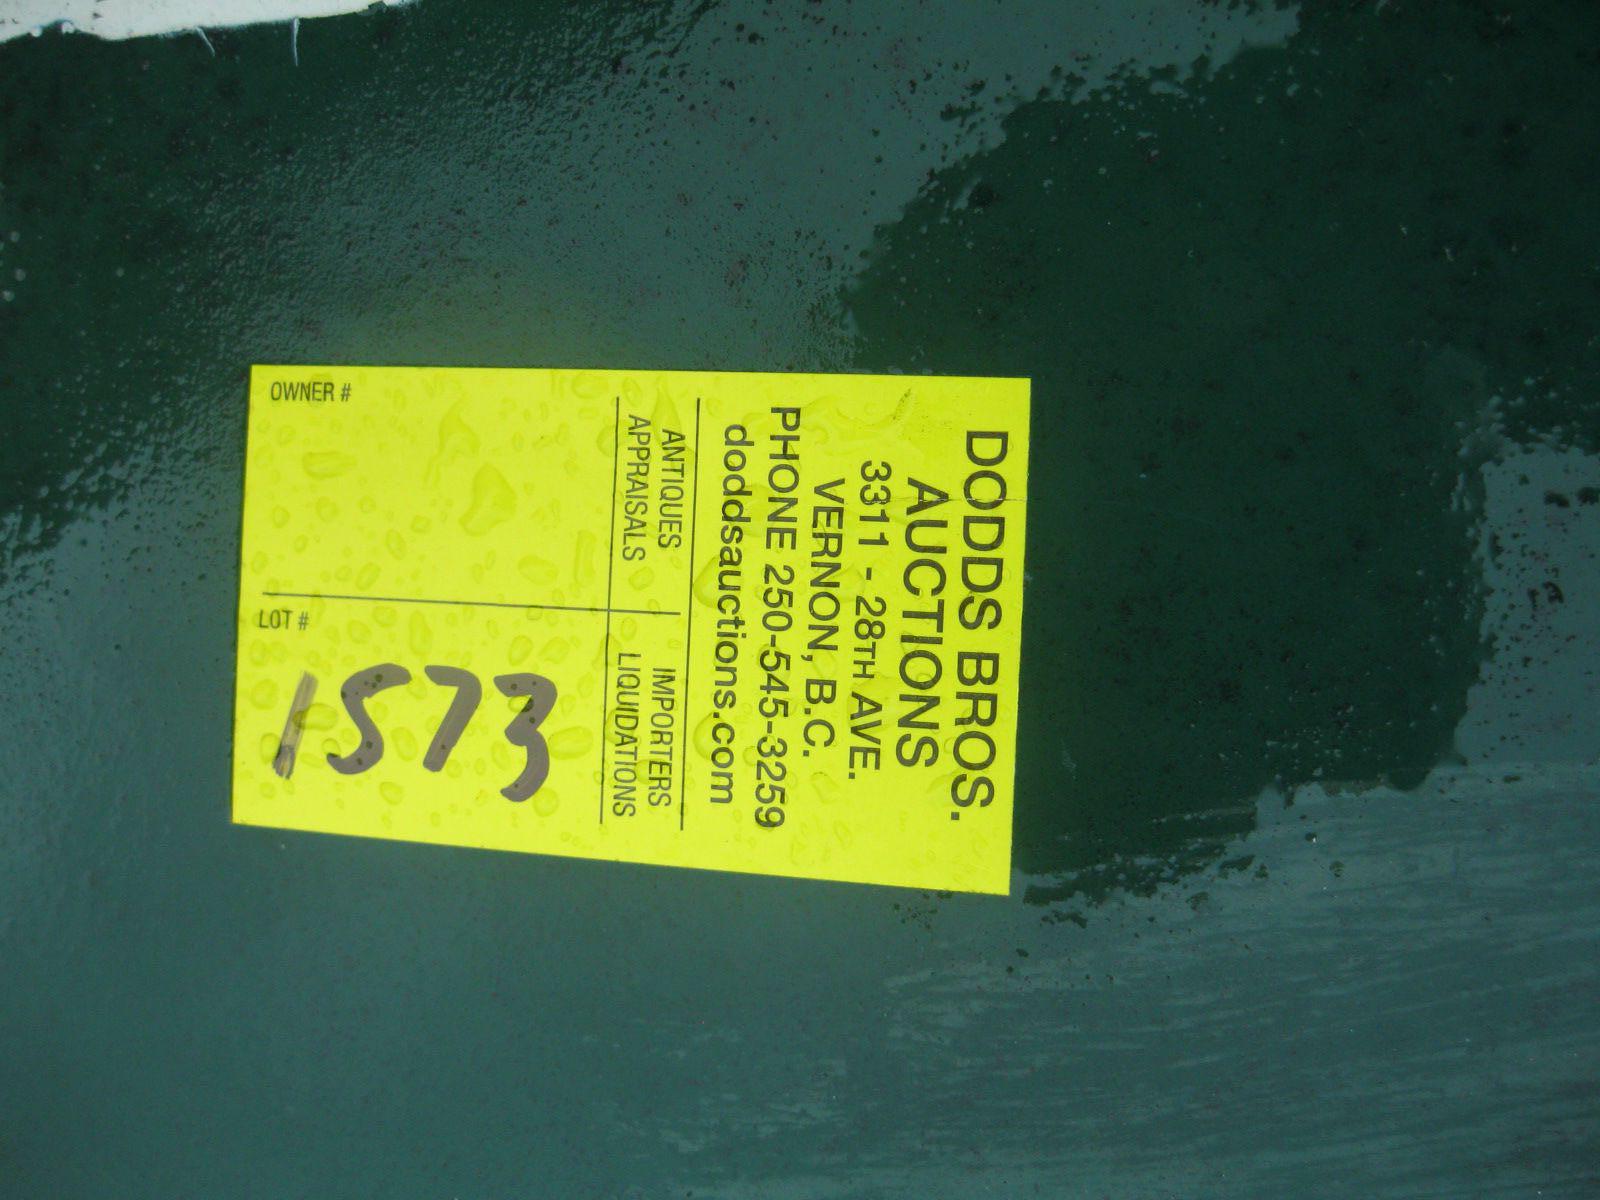 DODDS BROS.
AUCTIONS
3311 - 28TH AVE.
VERNON, B.C.
PHONE 250-545-3259
doddsauctions.com
ANTIQUES
APPRAISALS
IMPORTERS
LIQUIDATIONS
OWNER #
LOT #
1573